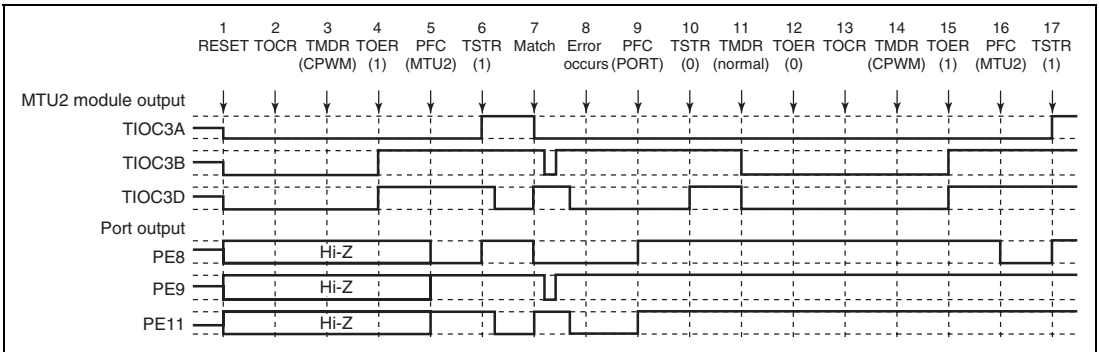 1 2 3 4 5 6 7 8 9 10 11 12 13 14 15 16 17
RESET TOCR TMDR TOER PFC TSTR Match Error PFC TSTR TMDR TOER TOCR TMDR TOER PFC TSTR
(CPWM) (1) (MTU2) (1) occurs (PORT) (0) (normal) (0) (CPWM) (1) (MTU2) (1)
MTU2 module output
TIOC3A
TIOC3B
TIOC3D
Port output
PE8 Hi-Z
PE9 Hi-Z
PE11 Hi-Z